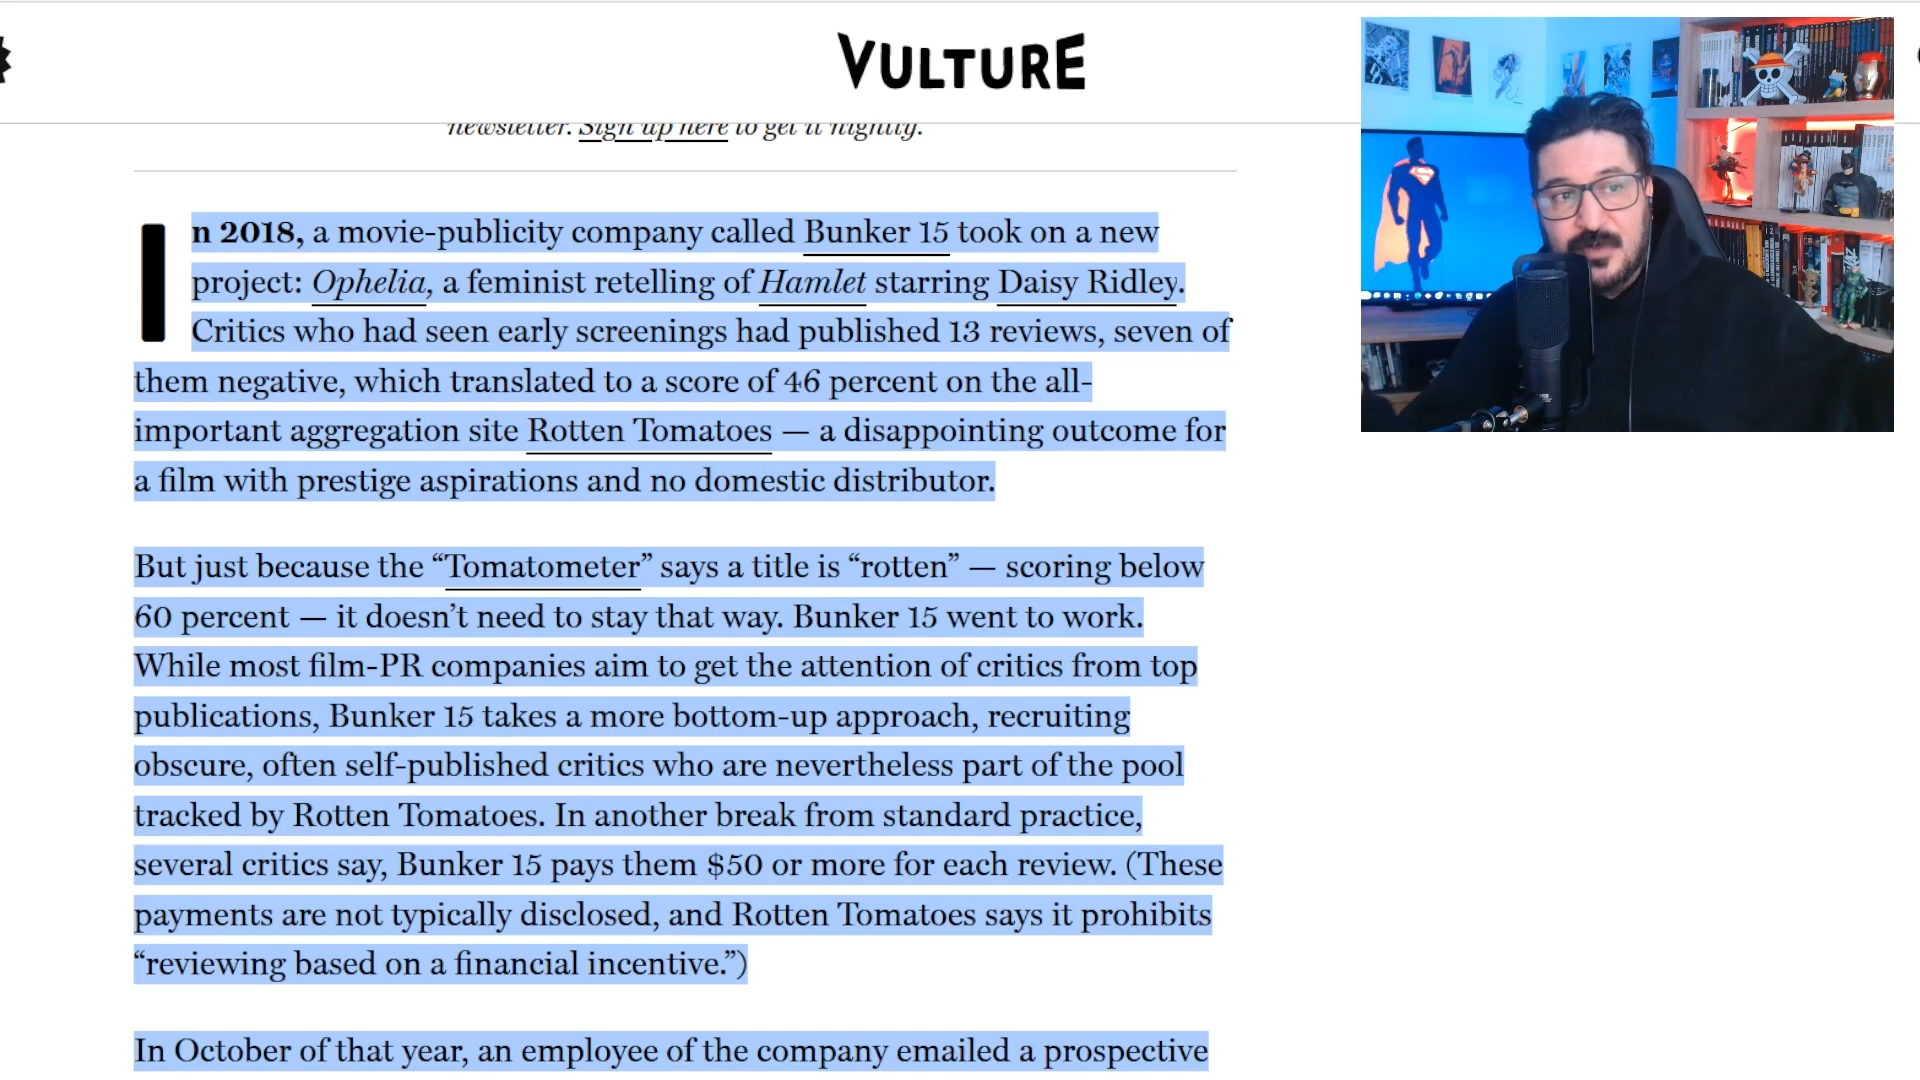 VULTURE
newsletter. Sign up here to get it nightly.
In 2018, a movie-publicity company called Bunker 15 took on a new
project: Ophelia, a feminist retelling of Hamlet starring Daisy Ridley.
Critics who had seen early screenings had published 13 reviews, seven of
them negative, which translated to a score of 46 percent on the all-
important aggregation site Rotten Tomatoes — a disappointing outcome for
a film with prestige aspirations and no domestic distributor.
But just because the “Tomatometer” says a title is “rotten” — scoring below
60 percent — it doesn’t need to stay that way. Bunker 15 went to work.
While most film-PR companies aim to get the attention of critics from top
publications, Bunker 15 takes a more bottom-up approach, recruiting
obscure, often self-published critics who are nevertheless part of the pool
tracked by Rotten Tomatoes. In another break from standard practice,
several critics say, Bunker 15 pays them $50 or more for each review. (These
payments are not typically disclosed, and Rotten Tomatoes says it prohibits
“reviewing based on a financial incentive.”)
In October of that year, an employee of the company emailed a prospective